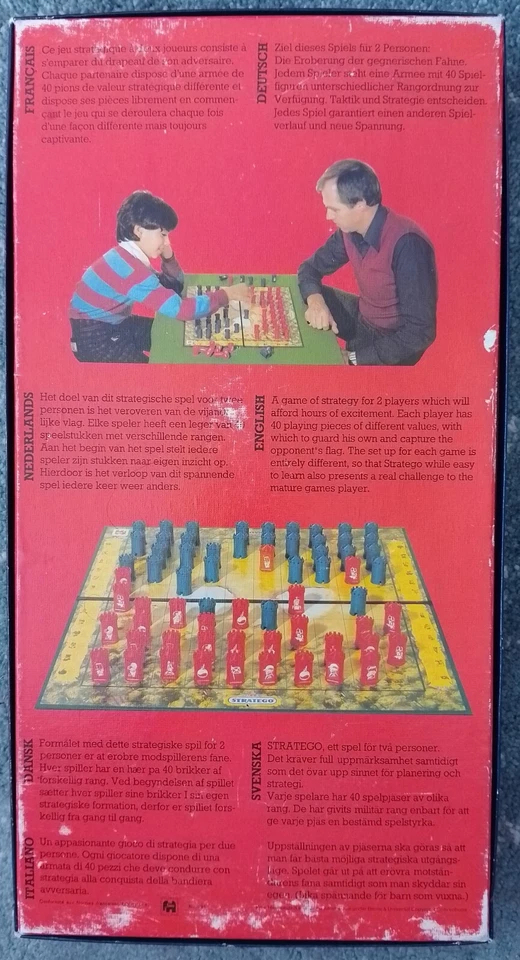 FRANÇAIS
Ce jeu stratégique à deux joueurs consiste à
s'emparer du drapeau de son adversaire.
Chaque partenaire dispose d'une armée de
40 pions de valeur stratégique différente et
dispose ses pièces librement en commen-
çant le jeu qui se déroulera chaque fois
d'une façon différente mais toujours
captivante.
DEUTSCH
Ziel dieses Spiels für 2 Personen:
Die Eroberung der gegnerischen Fahne.
Jedem Spieler steht eine Armee mit 40 Spiel-
figuren unterschiedlicher Rangordnung zur
Verfügung. Taktik und Strategie entscheiden.
Jedes Spiel garantiert einen anderen Spiel-
verlauf und neue Spannung.
NEDERLANDS
Het doel van dit strategische spel voor twee
personen is het veroveren van de vijande-
lijke vlag. Elke speler heeft een leger van 40
speelstukken met verschillende rangen.
Aan het begin van het spel stelt iedere
speler zijn stukken naar eigen inzicht op.
Hierdoor is het verloop van dit spannende
spel iedere keer weer anders.
ENGLISH
A game of strategy for 2 players which will
afford hours of excitement. Each player has
40 playing pieces of different values, with
which to guard his own and capture the
opponent's flag. The set up for each game is
entirely different, so that Stratego while easy
to learn also presents a real challenge to the
mature games player.
STRATEGO
DANSK
Formålet med dette strategiske spil for 2
personer er at erobre modspillerens fane.
Hver spiller har en hær på 40 brikker af
forskellig rang. Ved begyndelsen af spillet
sætter hver spiller sine brikker i sin egen
strategiske formation, derfor er spillet fors-
kellig fra gang til gang.
SVENSKA
STRATEGO, ett spel för två personer.
Det kräver full uppmärksamhet samtidigt
som det övar upp sinnet för planering och
strategi.
Varje spelare har 40 spelpjäser av olika
rang. De har givits militär rang enbart för att
ge varje pjäs en bestämd spelstyrka.
Uppställningen av pjäserna ska göras så att
man får bästa möjliga strategiska utgångs-
läge. Spelet går ut på att erövra motstån-
darens fana samtidigt som man skyddar sin
egen. (Lika spännande för barn som vuxna.)
ITALIANO
Un appasionante gioco di strategia per due
persone. Ogni giocatore dispone di una
armata di 40 pezzi che deve condurre con
strategia alla conquista della bandiera
avversaria.